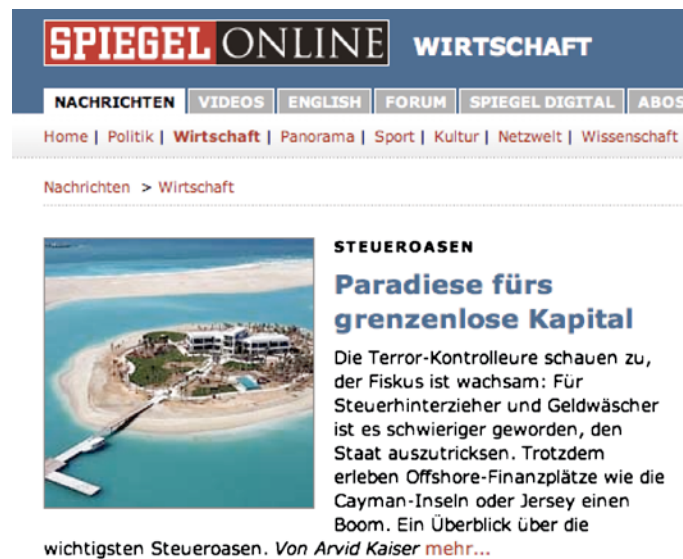 SPIEGEL ONLINE WIRTSCHAFT
NACHRICHTEN VIDEOS ENGLISH FORUM SPIEGEL DIGITAL ABOS
Home | Politik | Wirtschaft | Panorama | Sport | Kultur | Netzwelt | Wissenschaft
Nachrichten > Wirtschaft
STEUEROASEN
Paradiese fürs
grenzenlose Kapital
Die Terror-Kontrolleure schauen zu,
der Fiskus ist wachsam: Für
Steuerhinterzieher und Geldwäscher
ist es schwieriger geworden, den
Staat auszutricksen. Trotzdem
erleben Offshore-Finanzplätze wie die
Cayman-Inseln oder Jersey einen
Boom. Ein Überblick über die
wichtigsten Steueroasen. Von Arvid Kaiser mehr...